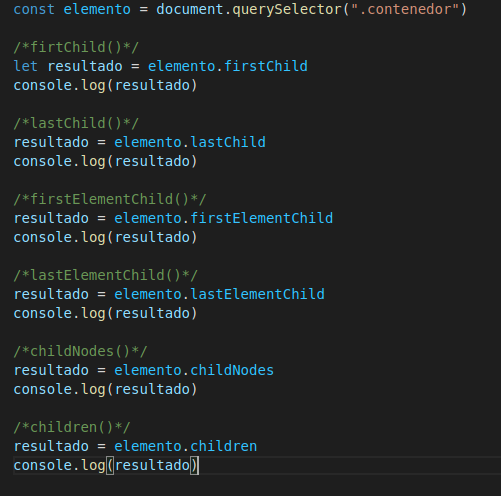 const elemento = document.querySelector(".contenedor")
/*firtChild()*/
let resultado = elemento.firstChild
console.log(resultado)
/*lastChild()*/
resultado = elemento.lastChild
console.log(resultado)
/*firstElementChild()*/
resultado = elemento.firstElementChild
console.log(resultado)
/*lastElementChild()*/
resultado = elemento.lastElementChild
console.log(resultado)
/*childNodes()*/
resultado = elemento.childNodes
console.log(resultado)
/*children()*/
resultado = elemento.children
console.log(resultado)